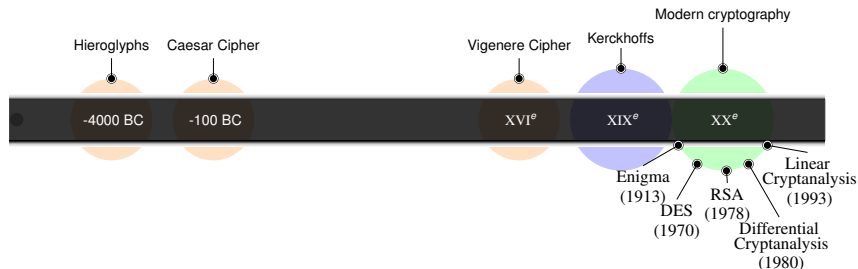 Modern cryptography
Hieroglyphs
Caesar Cipher
Vigenere Cipher
Kerckhoffs
-4000 BC
-100 BC
XVIe
XIXe
XXe
Enigma
(1913)
DES
(1970)
RSA
(1978)
Differential
Cryptanalysis
(1980)
Linear
Cryptanalysis
(1993)